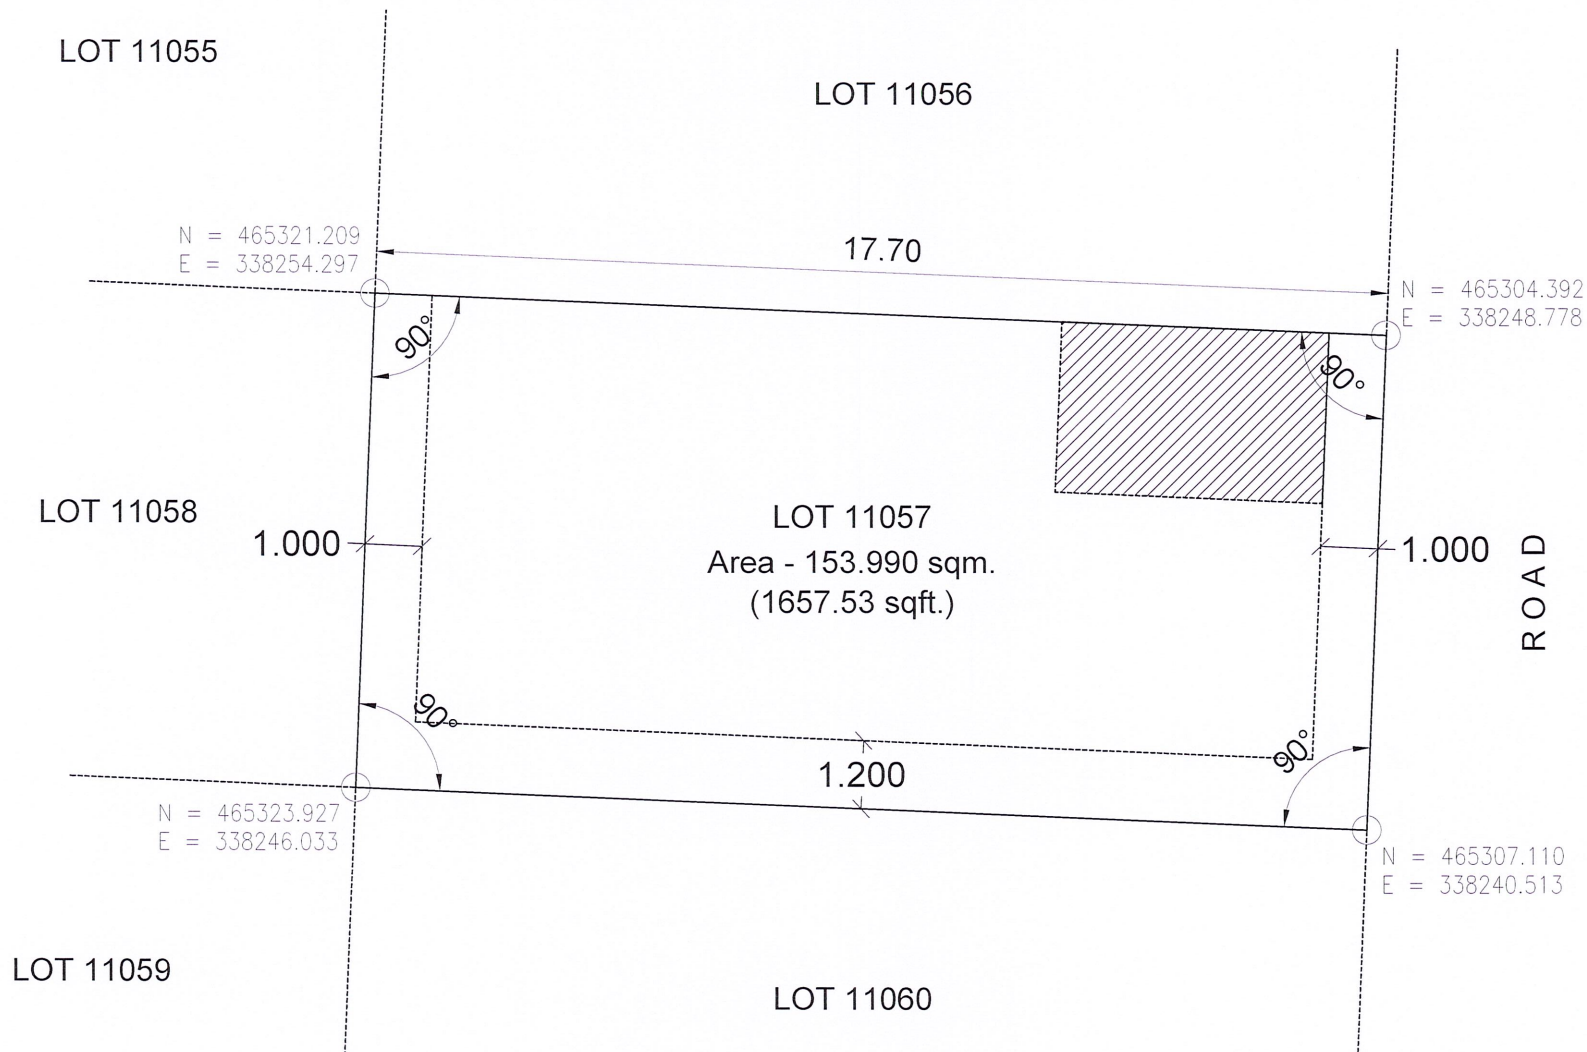 LOT 11055
LOT 11056
N = 465321.209
E = 338254.297
17.70
N = 465304.392
E = 338248.778
90°
90°
LOT 11058
1.000
LOT 11057
Area - 153.990 sqm.
(1657.53 sqft.)
1.000
ROAD
90°
90°
1.200
N = 465323.927
E = 338246.033
N = 465307.110
E = 338240.513
LOT 11059
LOT 11060